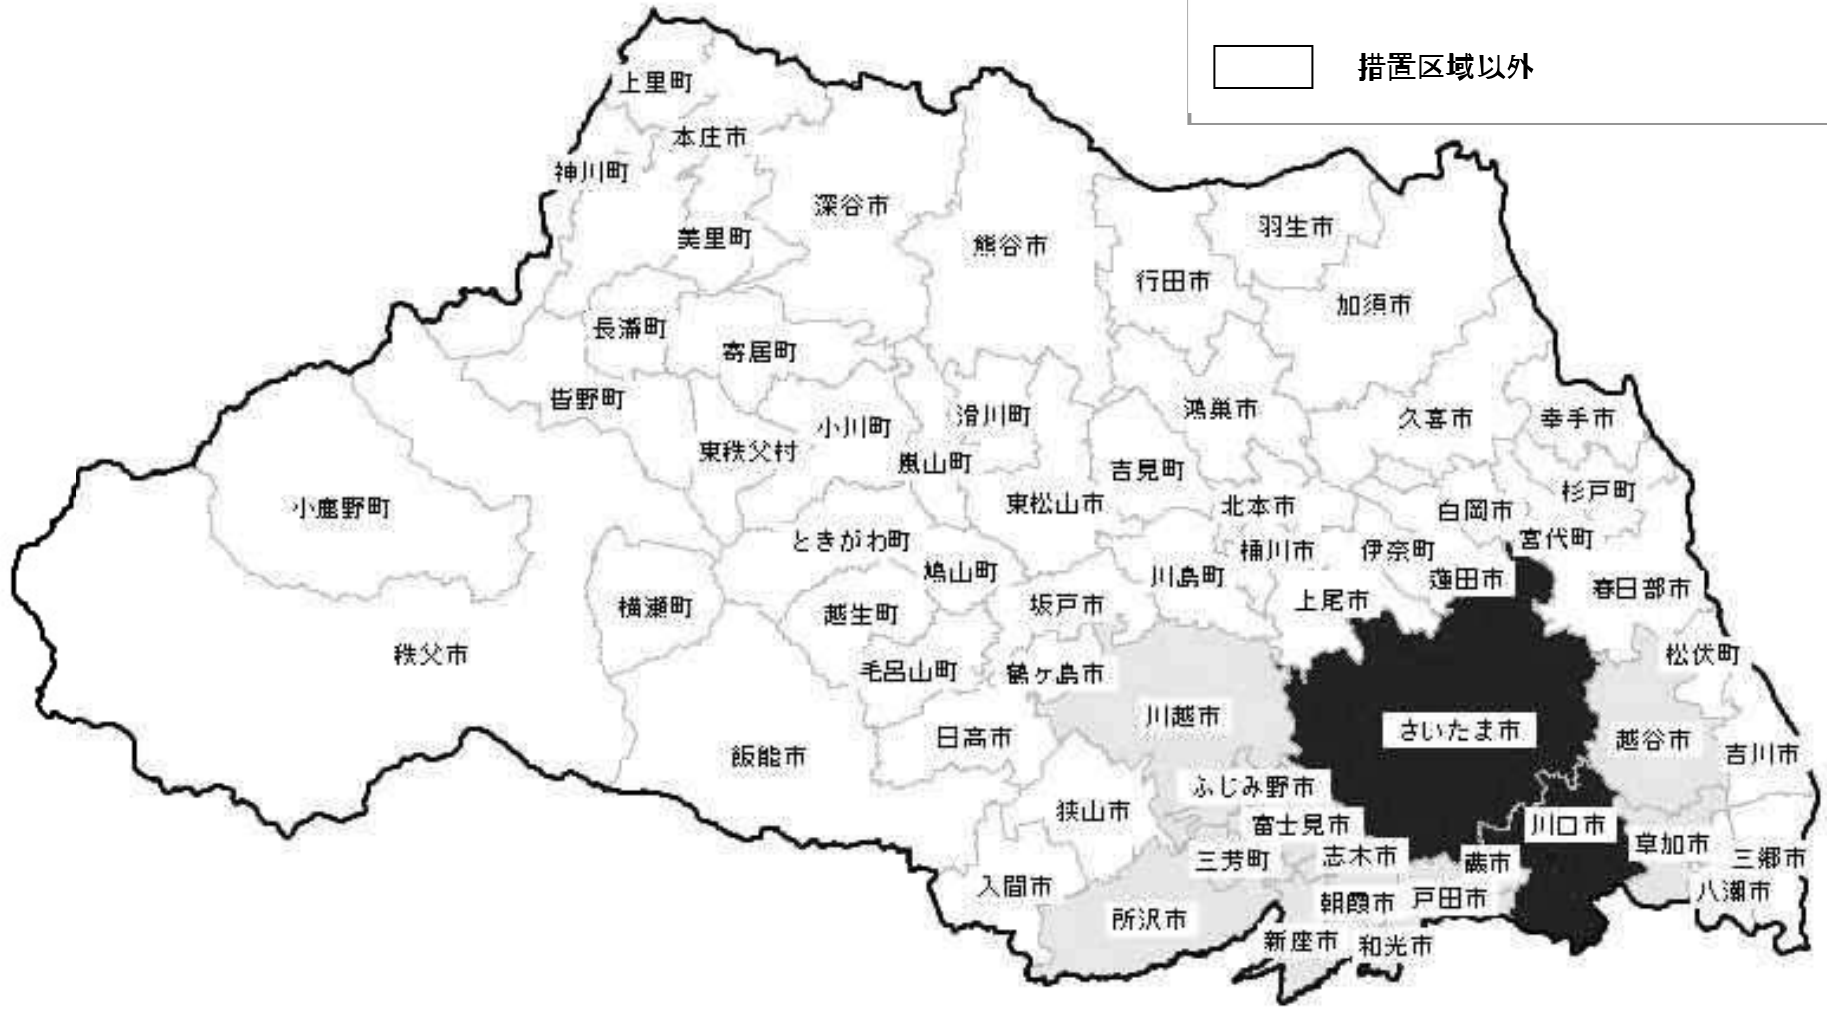 措置区域以外
上里町
本庄市
神川町
深谷市
美里町
熊谷市
羽生市
行田市
加須市
長瀞町
寄居町
皆野町
小川町
滑川町
鴻巣市
久喜市
幸手市
東秩父村
嵐山町
吉見町
小鹿野町
東松山市
北本市
白岡市
杉戸町
ときがわ町
宮代町
桶川市
伊奈町
鳩山町
川島町
蓮田市
春日部市
横瀬町
越生町
坂戸市
上尾市
秩父市
毛呂山町
鶴ヶ島市
松伏町
川越市
さいたま市
日高市
越谷市
飯能市
吉川市
ふじみ野市
狭山市
富士見市
川口市
草加市
三芳町
志木市
蕨市
三郷市
入間市
八潮市
朝霞市
戸田市
所沢市
新座市
和光市